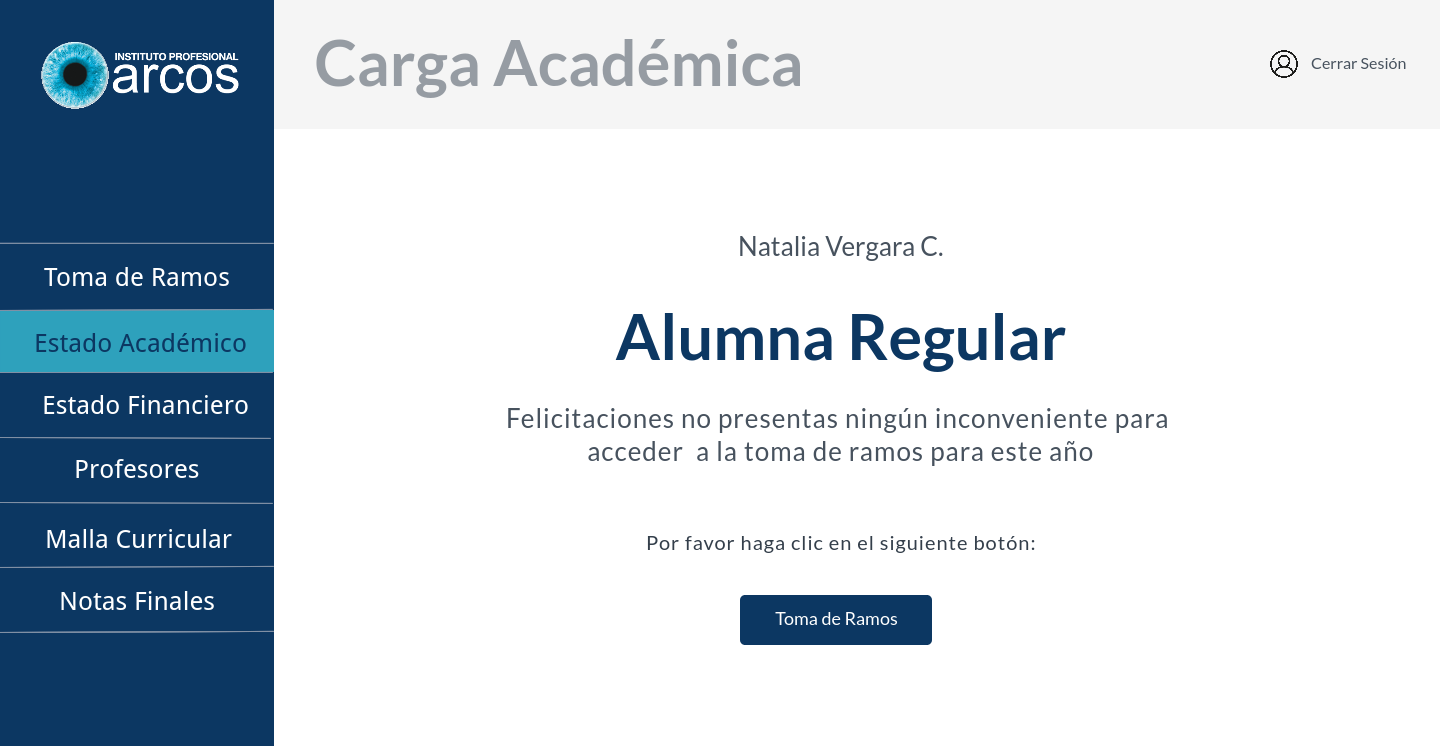 INSTITUTO PROFESIONAL
arcos
Toma de Ramos
Estado Académico
Estado Financiero
Profesores
Malla Curricular
Notas Finales
Carga Académica
Cerrar Sesión
Natalia Vergara C.
Alumna Regular
Felicitaciones no presentas ningún inconveniente para
acceder  a la toma de ramos para este año
Por favor haga clic en el siguiente botón:
Toma de Ramos